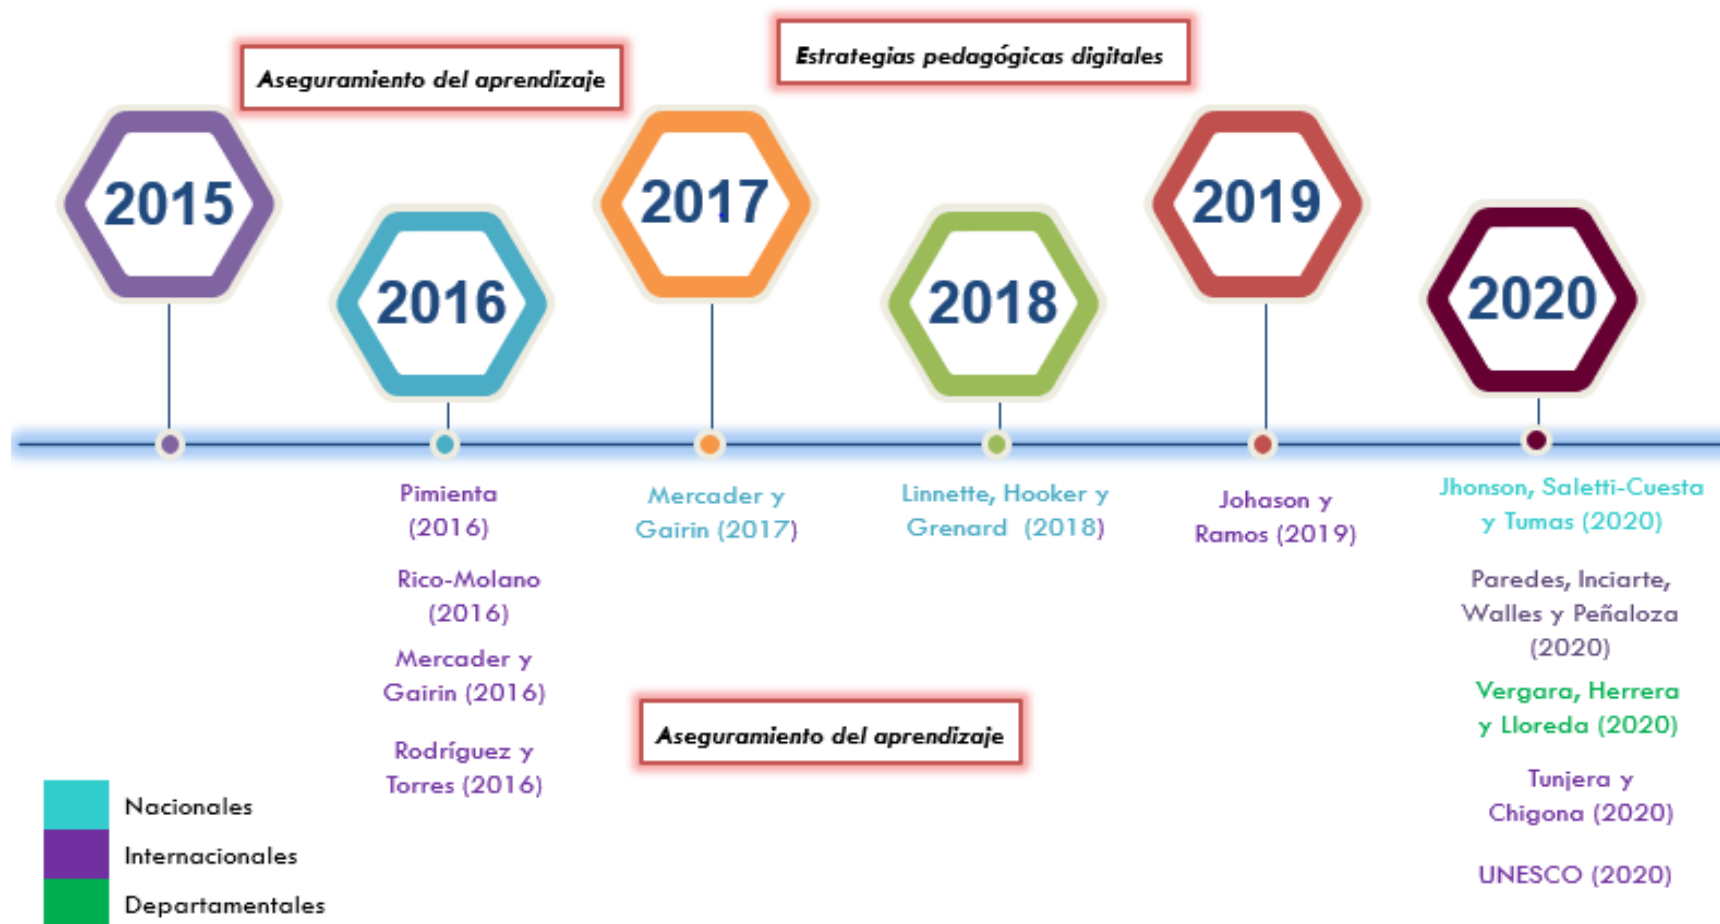 Aseguramiento del aprendizaje
Estrategias pedagógicas digitales
2015
2016
2017
2018
2019
2020
Pimienta
(2016)
Rico-Molano
(2016)
Mercader y
Gairin (2016)
Rodríguez y
Torres (2016)
Mercader y
Gairin (2017)
Linnette, Hooker y
Grenard (2018)
Johason y
Ramos (2019)
Jhonson, Saletti-Cuesta
y Tumas (2020)
Paredes, Inciarte,
Walles y Peñaloza
(2020)
Vergara, Herrera
y Lloreda (2020)
Tunjera y
Chigona (2020)
UNESCO (2020)
Aseguramiento del aprendizaje
Nacionales
Internacionales
Departamentales